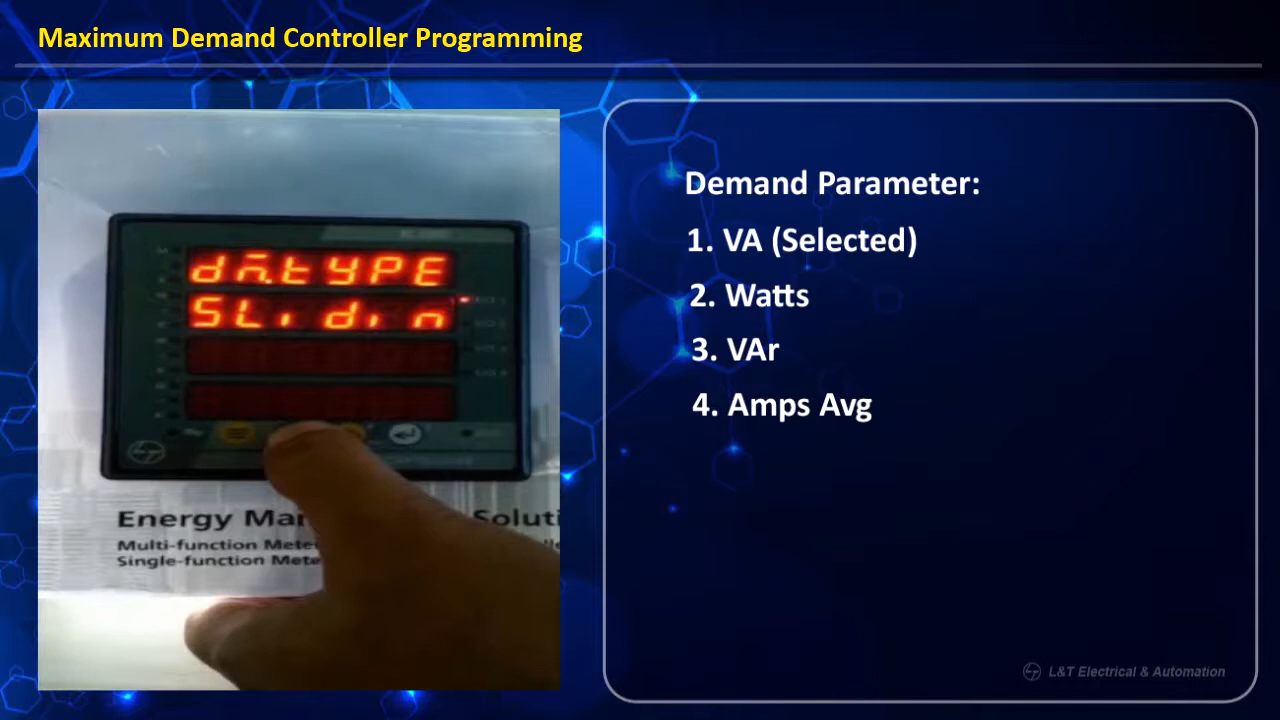 Maximum Demand Controller Programming
dm.tYPE
SLidin
Energy Man
Soluti
Multi-function Mete
Single-function Mete
Demand Parameter:
1. VA (Selected)
2. Watts
3. VAr
4. Amps Avg
L&T Electrical & Automation